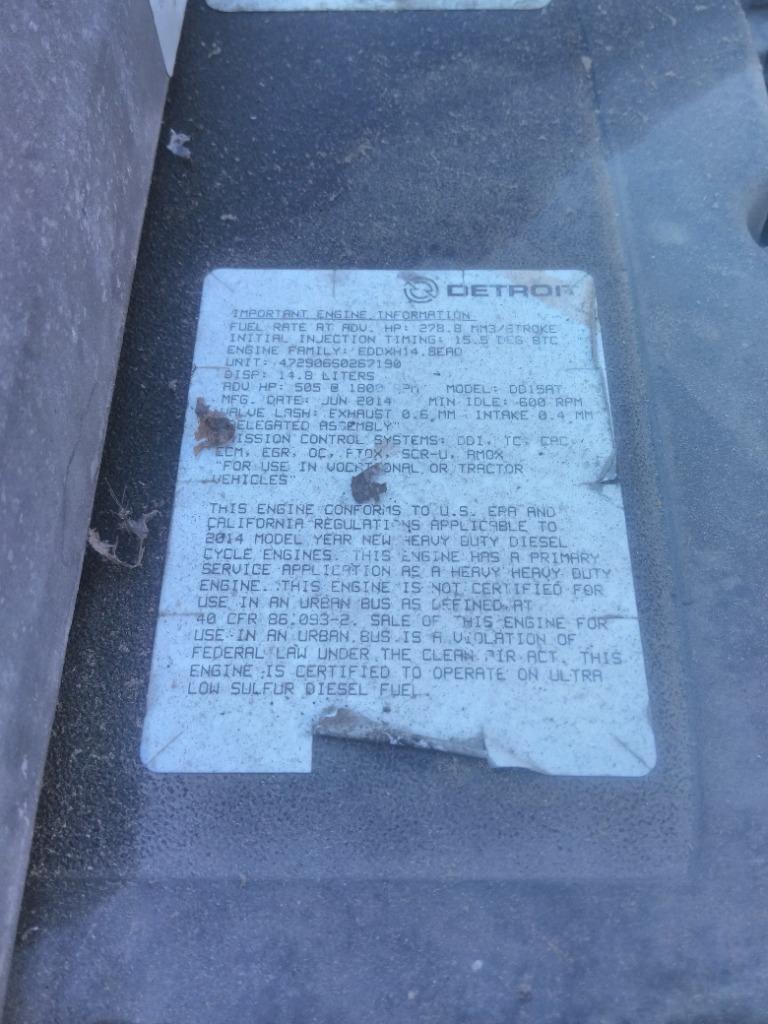 DETROI
IMPORTANT ENGINE INFORMATION
FUEL RATE AT ADV. HP: 278.8 MM3/STROKE
INITIAL INJECTION TIMING: 15.5 DEG BTC
ENGINE FAMILY: EDDXH14.8EAD
UNIT: 472906S0267190
DISP: 14.8 LITERS
ADV HP: 505 @ 1800 RPM MODEL: DD15AT
MFG. DATE: JUN 2014 MIN IDLE: 600 RPM
VALVE LASH: EXHAUST 0.6 MM INTAKE 0.4 MM
DELEGATED ASSEMBLY"
MISSION CONTROL SYSTEMS: DDI, TC, CAC
ECM, EGR, OC, PTOX, SCR-U, AMOX
"FOR USE IN VOCATIONAL OR TRACTOR
VEHICLES"
THIS ENGINE CONFORMS TO U.S. EPA AND
CALIFORNIA REGULATIONS APPLICABLE TO
2014 MODEL YEAR NEW HEAVY DUTY DIESEL
CYCLE ENGINES. THIS ENGINE HAS A PRIMARY
SERVICE APPLICATION AS A HEAVY HEAVY DUTY
ENGINE. THIS ENGINE IS NOT CERTIFIED FOR
USE IN AN URBAN BUS AS DEFINED AT
40 CFR 86.093-2. SALE OF THIS ENGINE FOR
USE IN AN URBAN BUS IS A VIOLATION OF
FEDERAL LAW UNDER THE CLEAN AIR ACT. THIS
ENGINE IS CERTIFIED TO OPERATE ON ULTRA
LOW SULFUR DIESEL FUEL